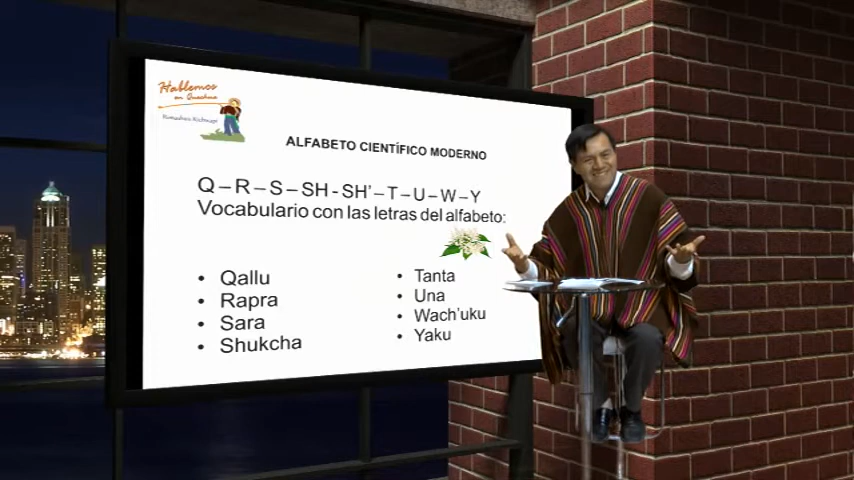 Hablemos
en Quechua
ALFABETO CIENTÍFICO MODERNO
Q – R – S – SH - SH’ – T – U – W – Y
Vocabulario con las letras del alfabeto:
• Qallu
• Rapra
• Sara
• Shukcha
• Tanta
• Una
• Wach’uku
• Yaku